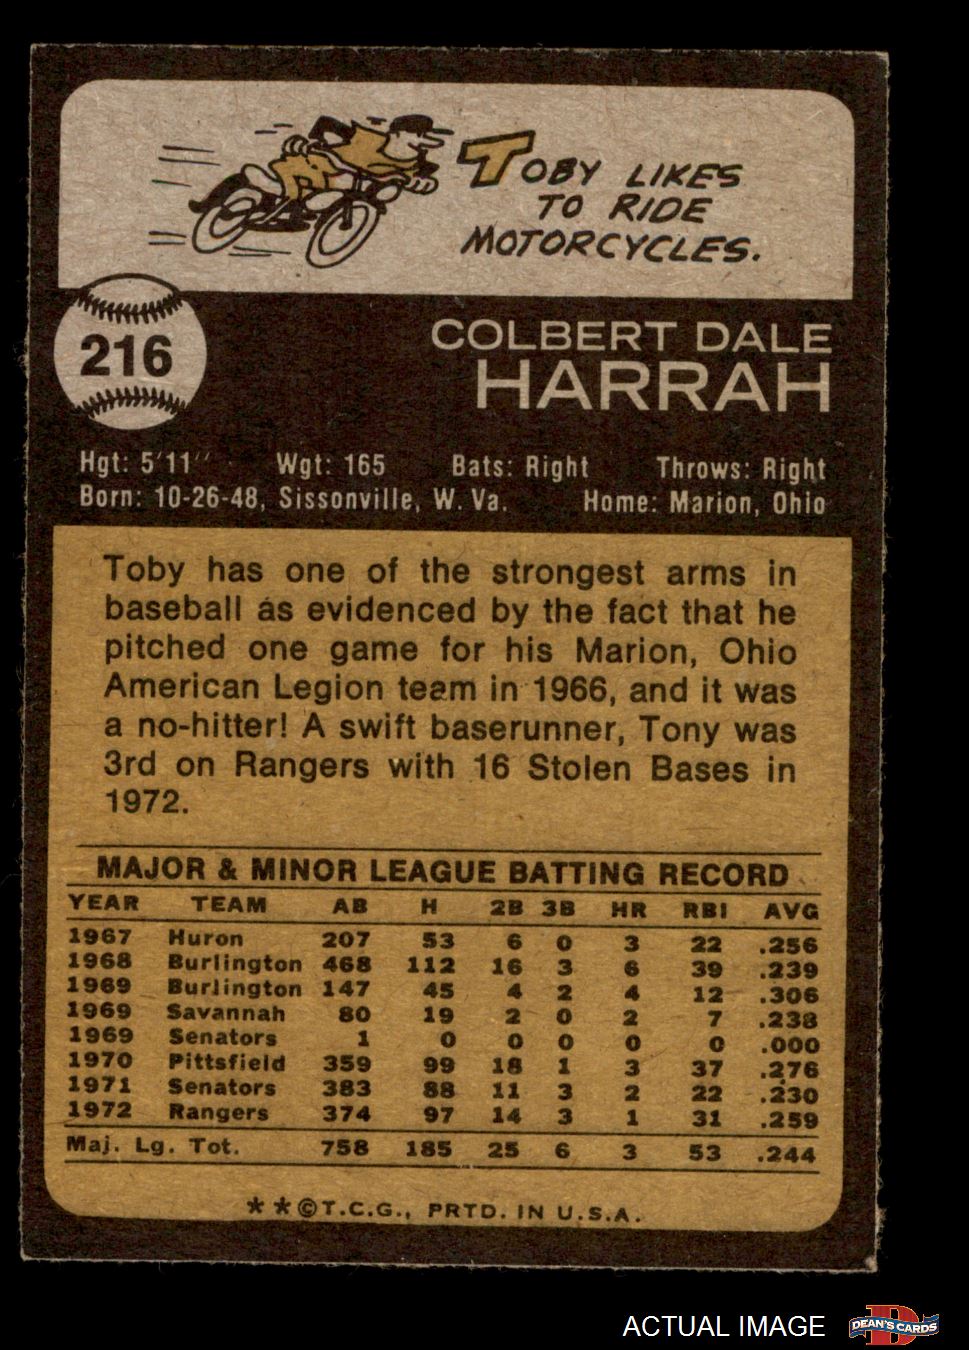 TOBY LIKES
TO RIDE
MOTORCYCLES.
216
COLBERT DALE
HARRAH
Hgt: 5'11" Wgt: 165 Bats: Right Throws: Right
Born: 10-26-48, Sissonville, W. Va. Home: Marion, Ohio
Toby has one of the strongest arms in
baseball as evidenced by the fact that he
pitched one game for his Marion, Ohio
American Legion team in 1966, and it was
a no-hitter! A swift baserunner, Tony was
3rd on Rangers with 16 Stolen Bases in
1972.
MAJOR & MINOR LEAGUE BATTING RECORD
YEAR TEAM AB H 2B 3B HR RBI AVG
1967 Huron 207 53 6 0 3 22 .256
1968 Burlington 468 112 16 3 6 39 .239
1969 Burlington 147 45 4 2 4 12 .306
1969 Savannah 80 19 2 0 2 7 .238
1969 Senators 1 0 0 0 0 0 .000
1970 Pittsfield 359 99 18 1 3 37 .276
1971 Senators 383 88 11 3 2 22 .230
1972 Rangers 374 97 14 3 1 31 .259
Maj. Lg. Tot. 758 185 25 6 3 53 .244
* * © T.C.G., PRTD. IN U.S.A.
ACTUAL IMAGE
D
DEAN'S CARDS